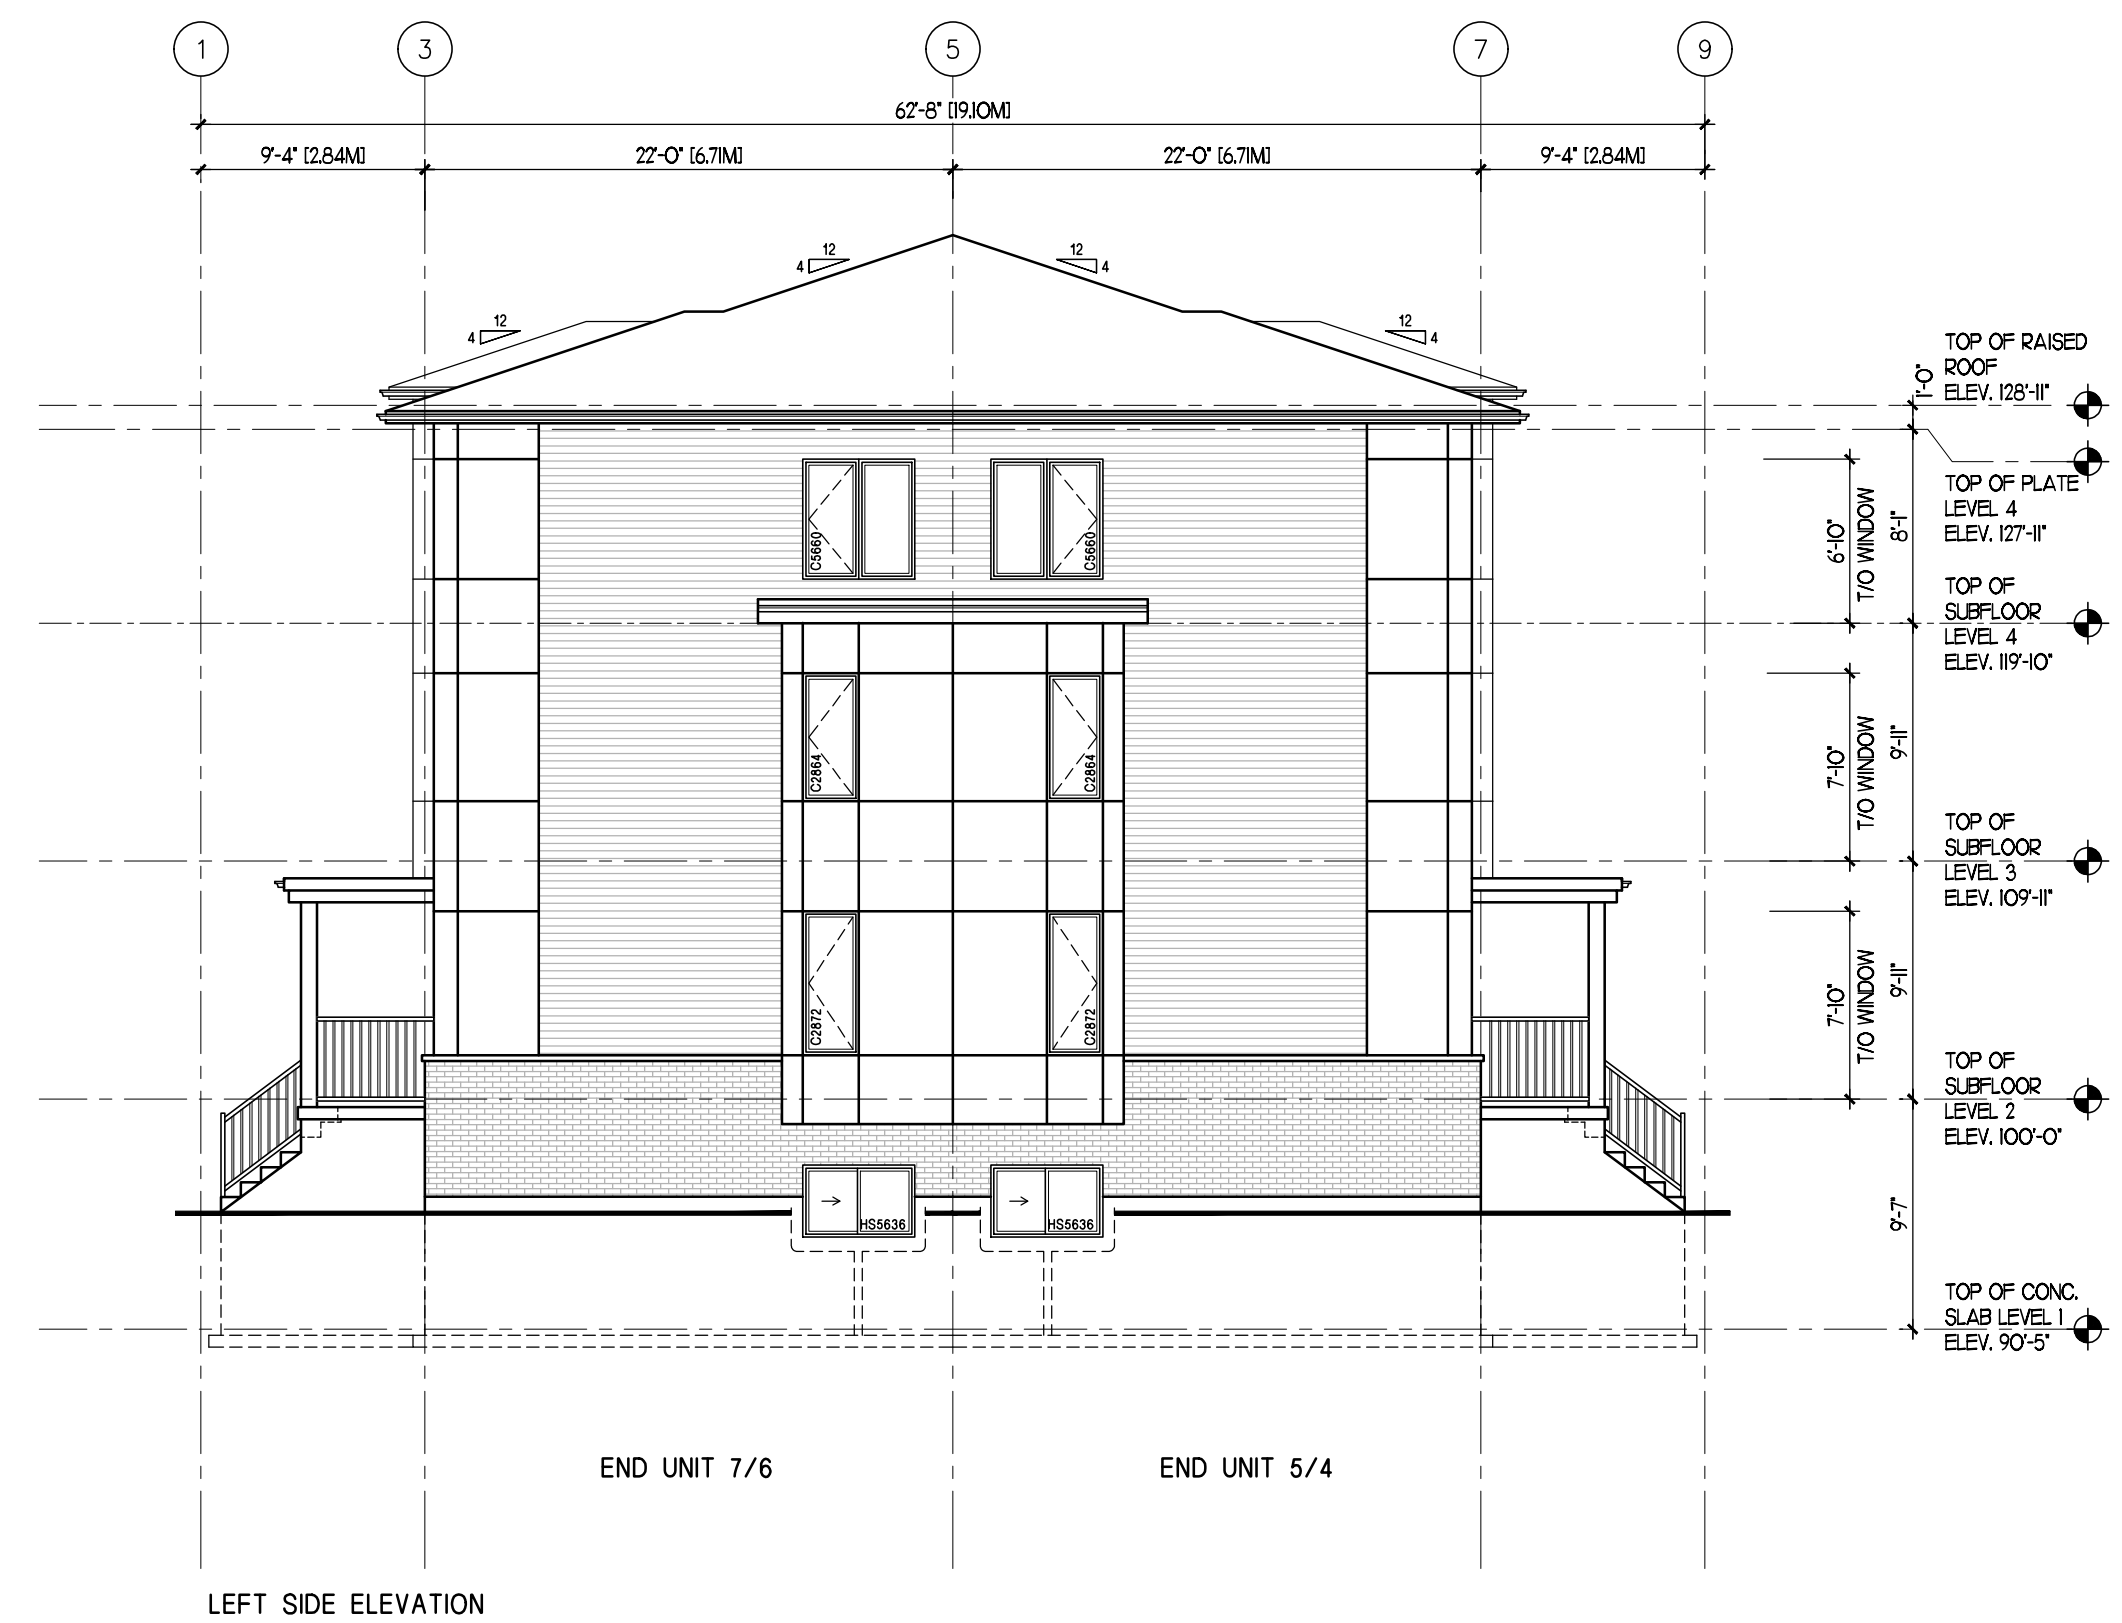 1 3 5 7 9
62'-8" [19.10M]
9'-4" [2.84M] 22'-0" [6.71M] 22'-0" [6.71M] 9'-4" [2.84M]
12 12
4 4
12 12
4 4
TOP OF RAISED
ROOF
ELEV. 128'-11"
1'-0"
TOP OF PLATE
LEVEL 4
ELEV. 127'-11"
6'-10"
T/O WINDOW
8'-1"
C5660 C5660
TOP OF
SUBFLOOR
LEVEL 4
ELEV. 119'-10"
7'-10"
T/O WINDOW
9'-11"
C2864 C2864
TOP OF
SUBFLOOR
LEVEL 3
ELEV. 109'-11"
7'-10"
T/O WINDOW
9'-11"
C2872 C2872
TOP OF
SUBFLOOR
LEVEL 2
ELEV. 100'-0"
9'-7"
HS5636 HS5636
TOP OF CONC.
SLAB LEVEL 1
ELEV. 90'-5"
END UNIT 7/6 END UNIT 5/4
LEFT SIDE ELEVATION